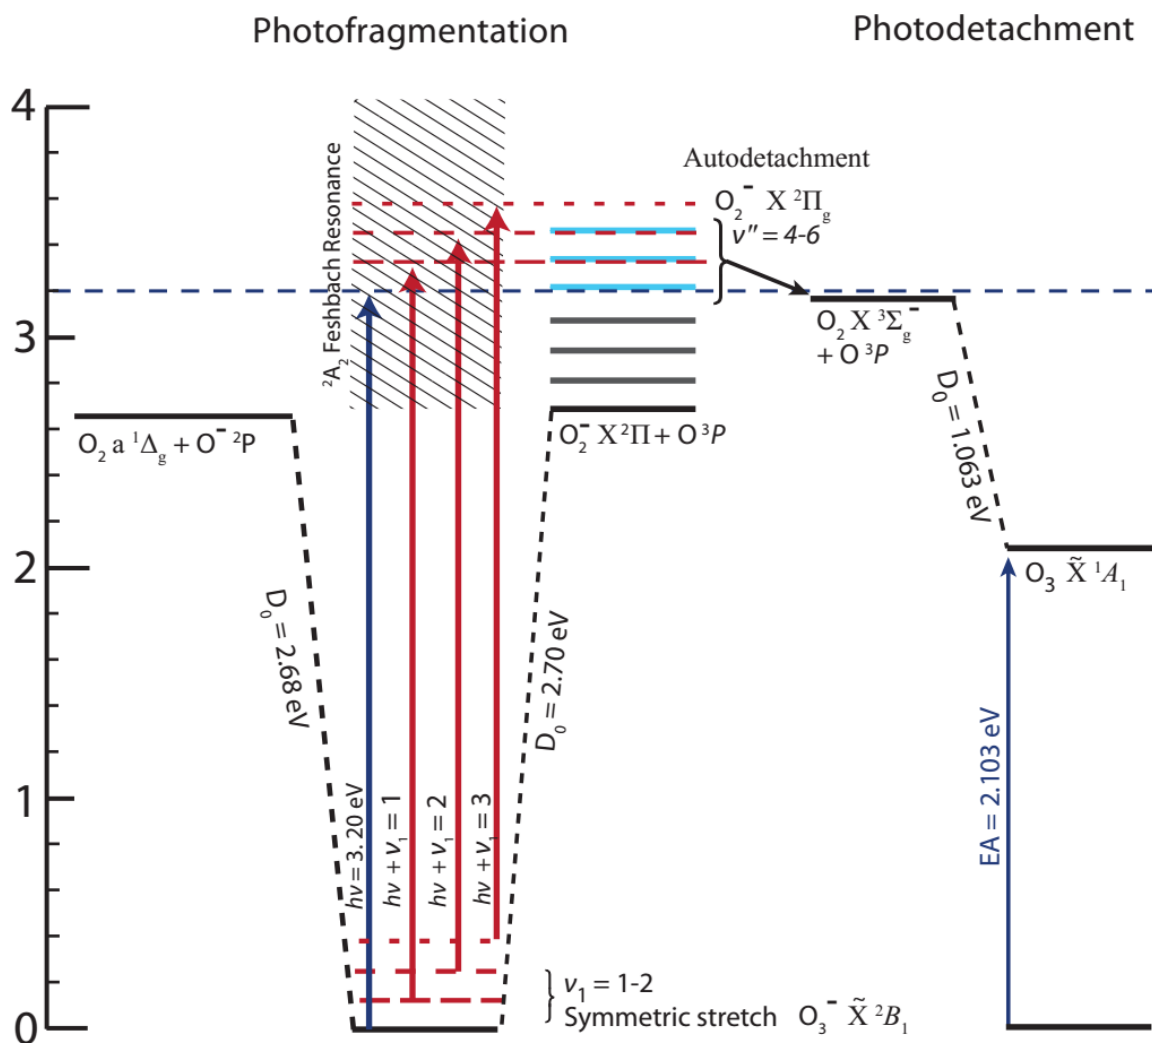 Photofragmentation
Photodetachment
4
3
2
1
0
²A₂ Feshbach Resonance
Autodetachment
O₂⁻ X ²Π_g
v″ = 4-6
O₂ a ¹Δ_g + O⁻ ²P
O₂⁻ X ²Π + O ³P
O₂ X ³Σ_g⁻
+ O ³P
D₀ = 1.063 eV
O₃ X̃ ¹A₁
D₀ = 2.68 eV
D₀ = 2.70 eV
hν = 3. 20 eV
hν + ν₁ = 1
hν + ν₁ = 2
hν + ν₁ = 3
EA = 2.103 eV
ν₁ = 1-2
Symmetric stretch O₃⁻ X̃ ²B₁